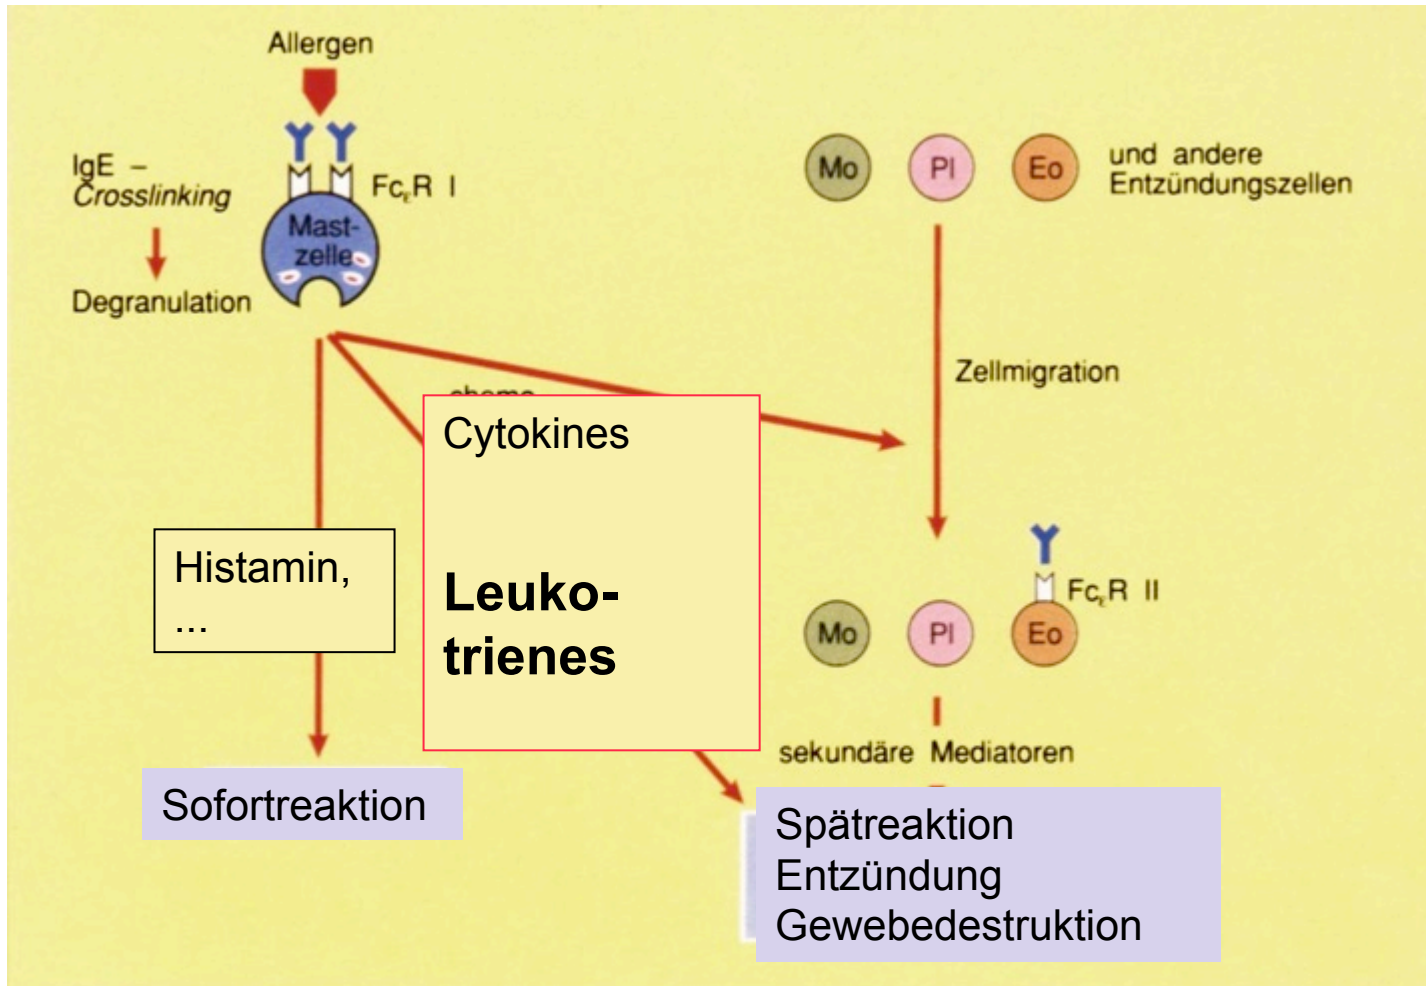 Allergen
IgE –
Crosslinking
Degranulation
FcεR I
Mast-
zelle
Mo
Pl
Eo
und andere
Entzündungszellen
Zellmigration
Cytokines
Leuko-
trienes
Histamin,
...
FcεR II
Mo
Pl
Eo
sekundäre Mediatoren
Sofortreaktion
Spätreaktion
Entzündung
Gewebedestruktion